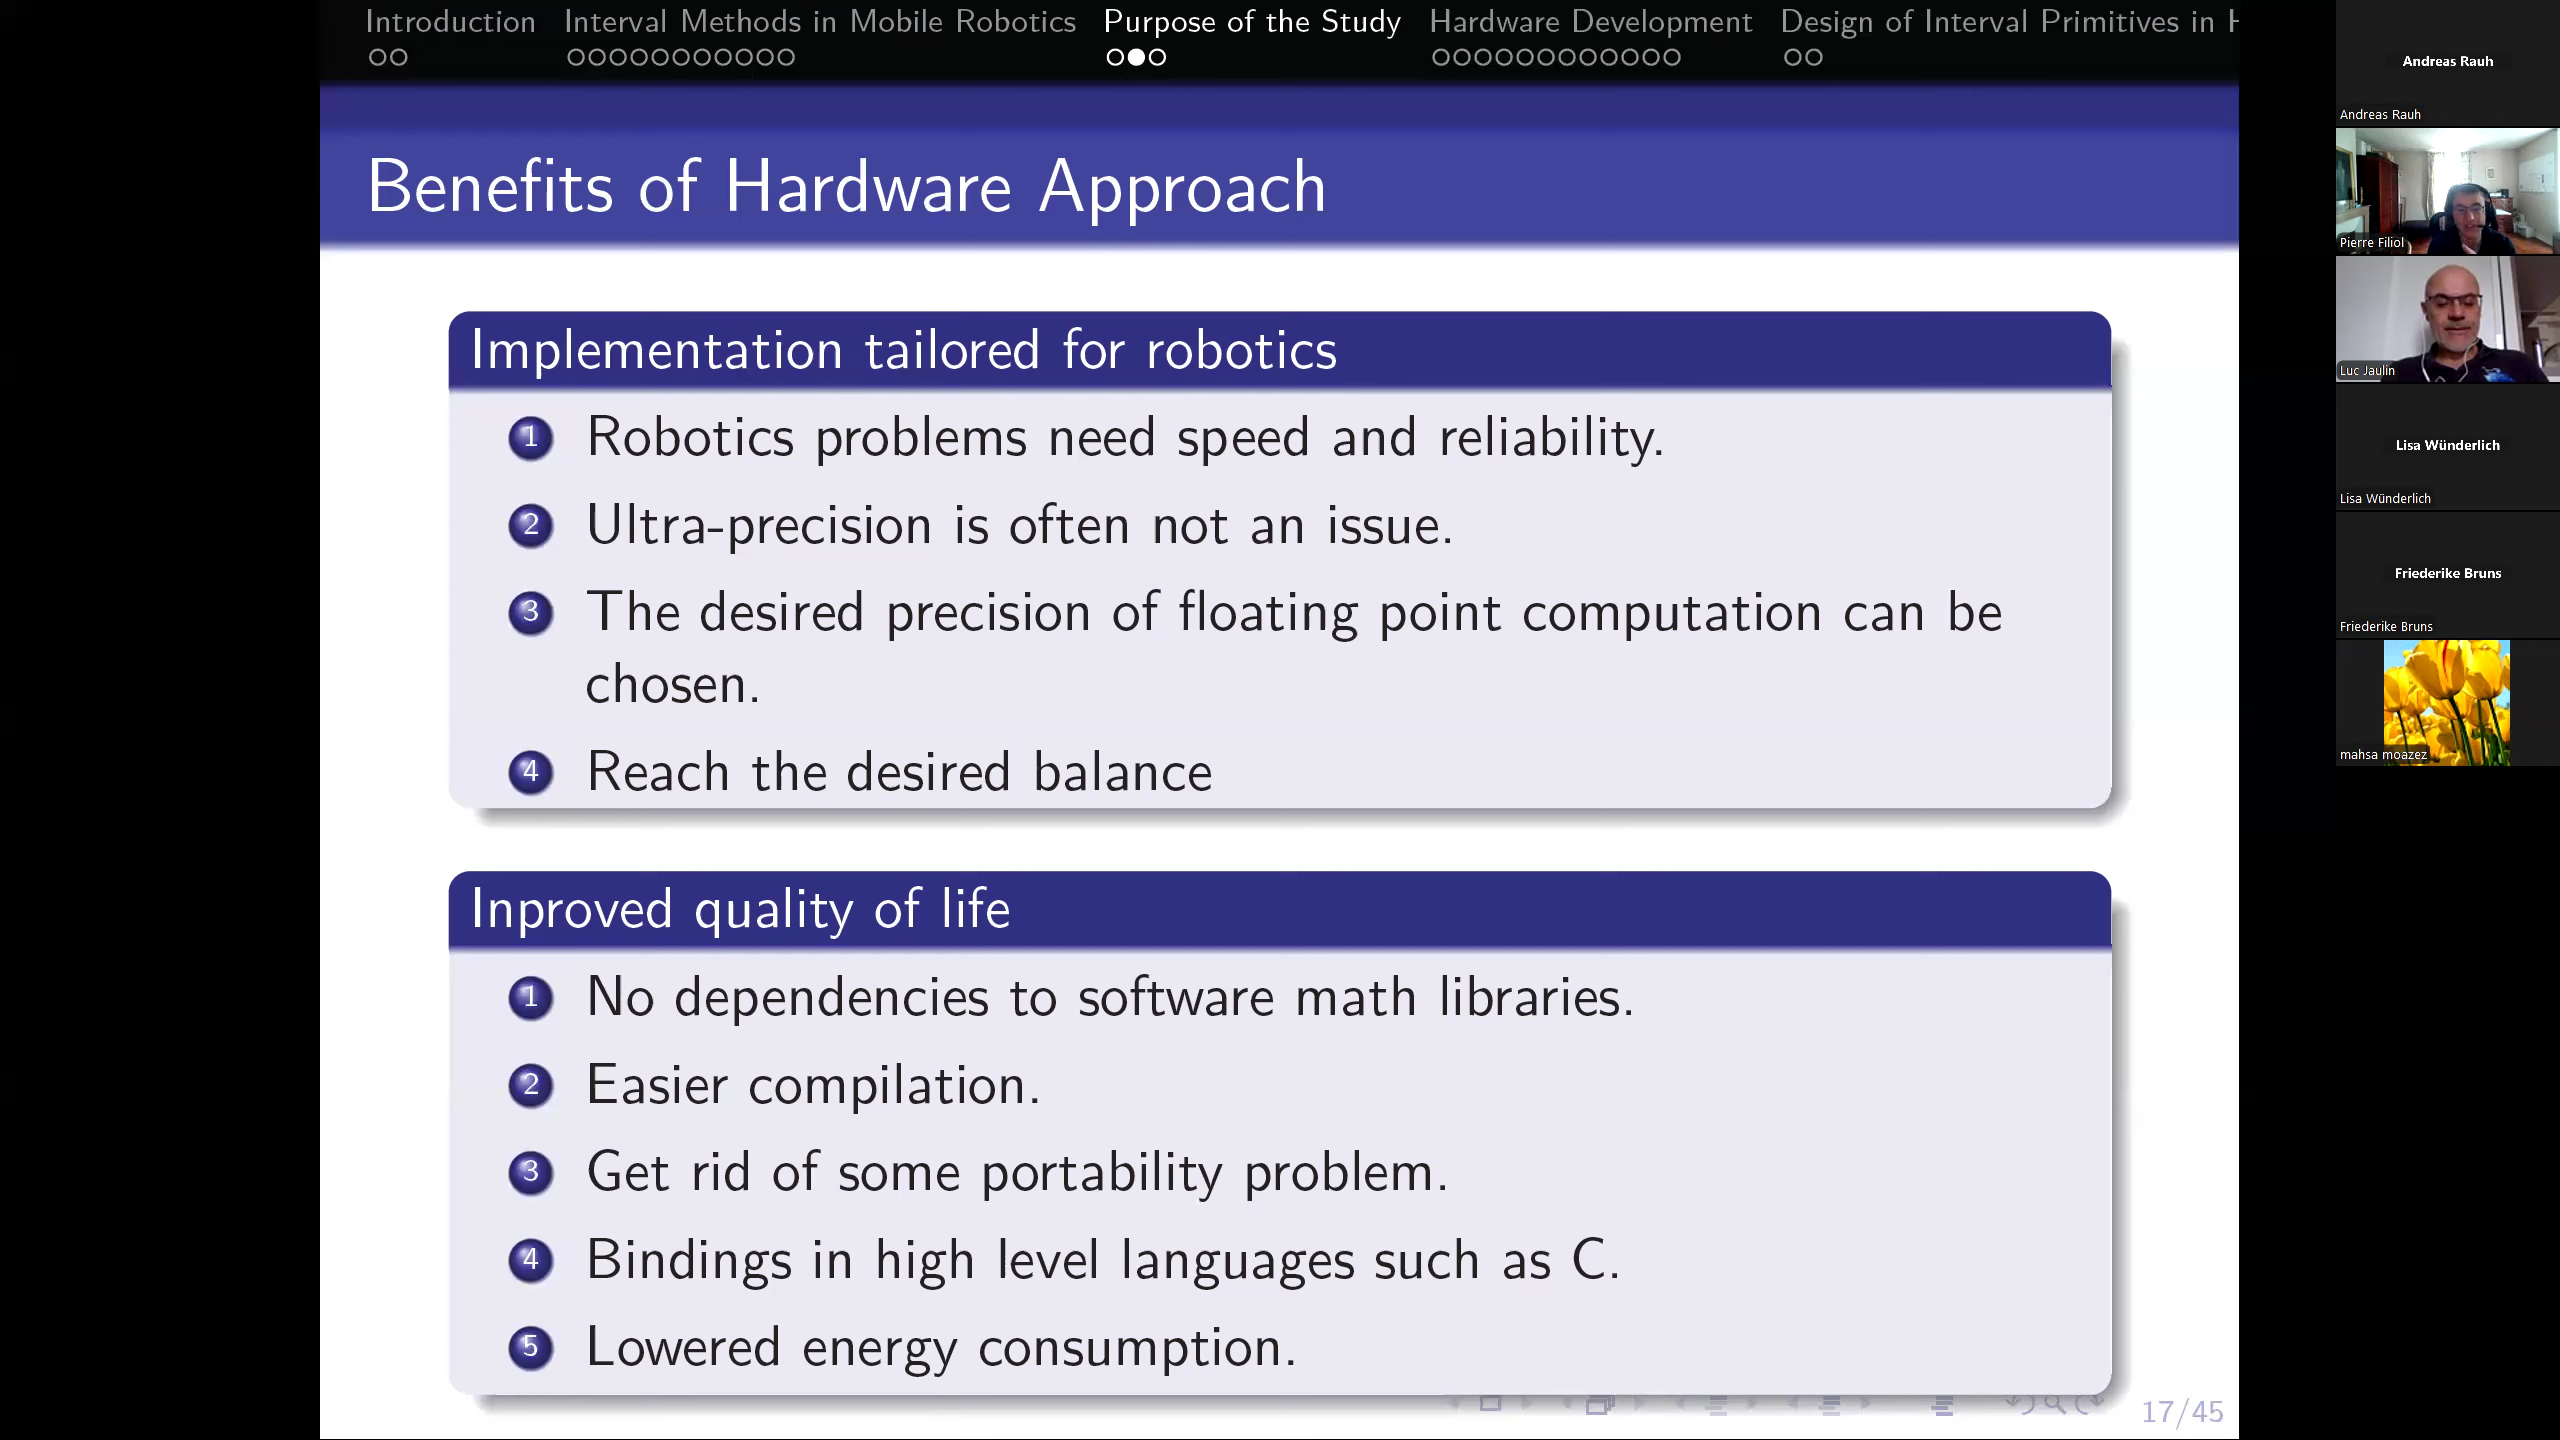 Introduction
Interval Methods in Mobile Robotics
Purpose of the Study
Hardware Development
Design of Interval Primitives in H
Benefits of Hardware Approach
Implementation tailored for robotics
1 Robotics problems need speed and reliability.
2 Ultra-precision is often not an issue.
3 The desired precision of floating point computation can be
chosen.
4 Reach the desired balance
Inproved quality of life
1 No dependencies to software math libraries.
2 Easier compilation.
3 Get rid of some portability problem.
4 Bindings in high level languages such as C.
5 Lowered energy consumption.
17/45
Andreas Rauh
Andreas Rauh
Pierre Filiol
Luc Jaulin
Lisa Wünderlich
Lisa Wünderlich
Friederike Bruns
Friederike Bruns
mahsa moazez